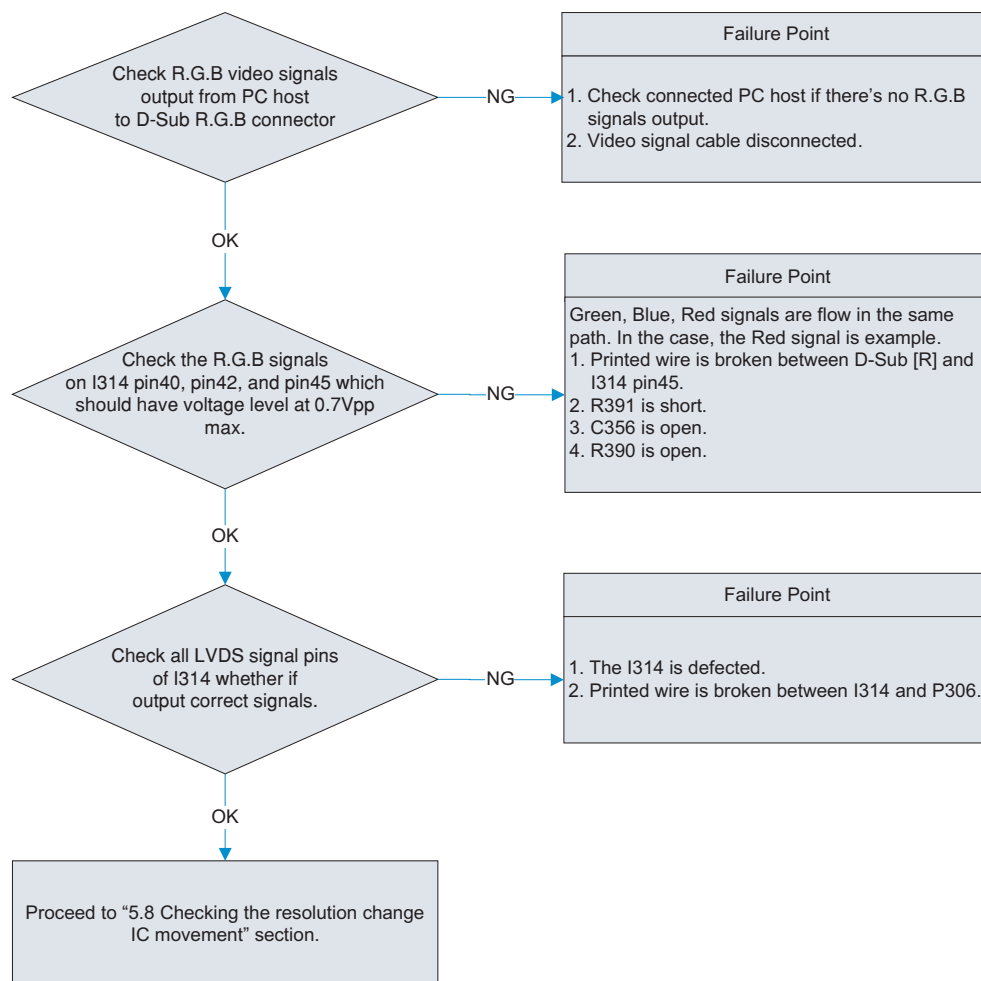 Check R.G.B video signals
output from PC host
to D-Sub R.G.B connector
NG
Failure Point
1. Check connected PC host if there's no R.G.B
signals output.
2. Video signal cable disconnected.
OK
Check the R.G.B signals
on I314 pin40, pin42, and pin45 which
should have voltage level at 0.7Vpp
max.
NG
Failure Point
Green, Blue, Red signals are flow in the same
path. In the case, the Red signal is example.
1. Printed wire is broken between D-Sub [R] and
I314 pin45.
2. R391 is short.
3. C356 is open.
4. R390 is open.
OK
Check all LVDS signal pins
of I314 whether if
output correct signals.
NG
Failure Point
1. The I314 is defected.
2. Printed wire is broken between I314 and P306.
OK
Proceed to “5.8 Checking the resolution change
IC movement” section.